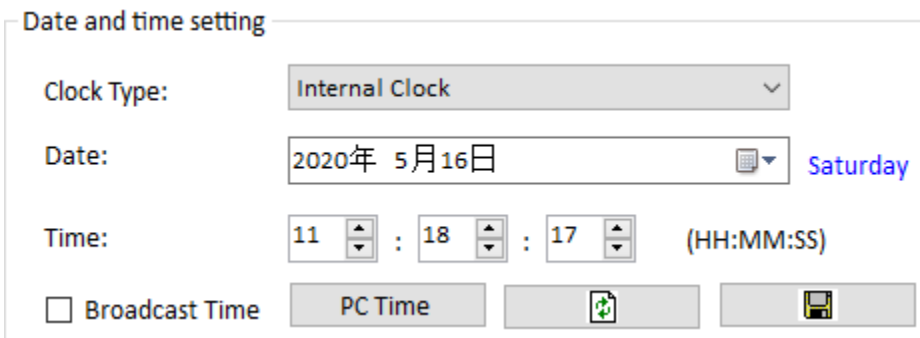 Date and time setting
Clock Type: Internal Clock
Date: 2020年 5月16日 Saturday
Time: 11 : 18 : 17 (HH:MM:SS)
Broadcast Time PC Time